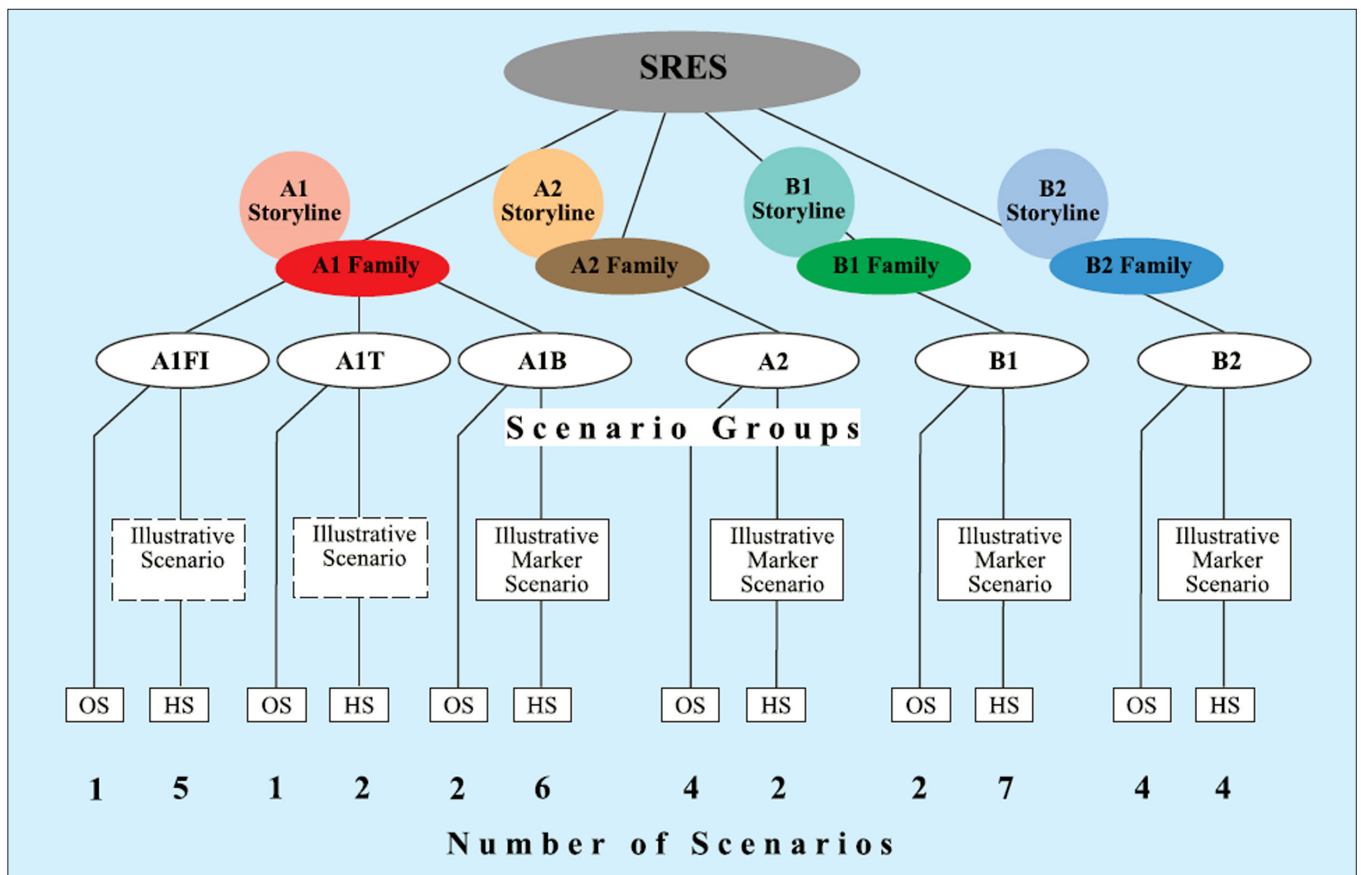 SRES
A1
Storyline
A2
Storyline
B1
Storyline
B2
Storyline
A1 Family
A2 Family
B1 Family
B2 Family
A1FI
A1T
A1B
A2
B1
B2
Scenario Groups
Illustrative
Scenario
Illustrative
Scenario
Illustrative
Marker
Scenario
Illustrative
Marker
Scenario
Illustrative
Marker
Scenario
Illustrative
Marker
Scenario
OS HS OS HS OS HS OS HS OS HS OS HS
1 5 1 2 2 6 4 2 2 7 4 4
Number of Scenarios